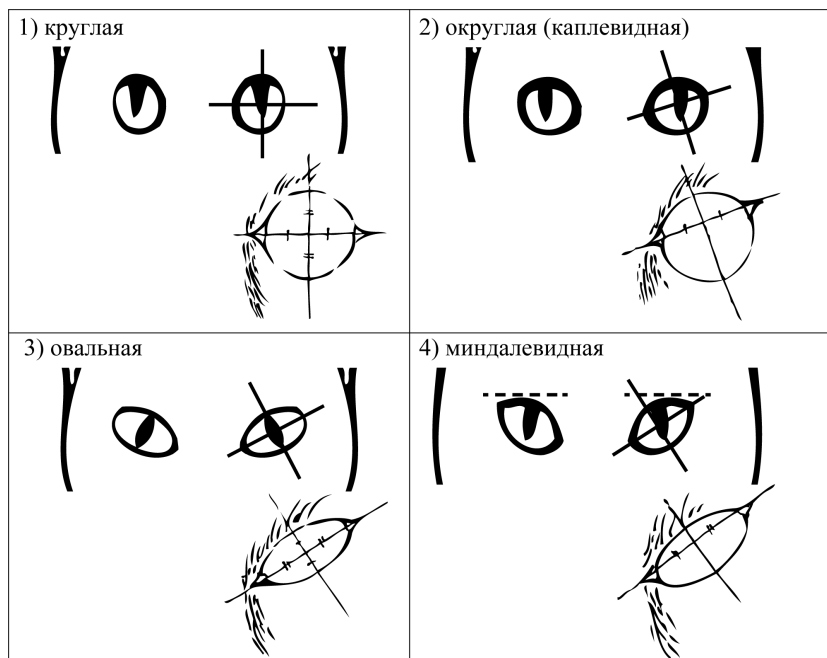 1) круглая
2) округлая (каплевидная)
3) овальная
4) миндалевидная